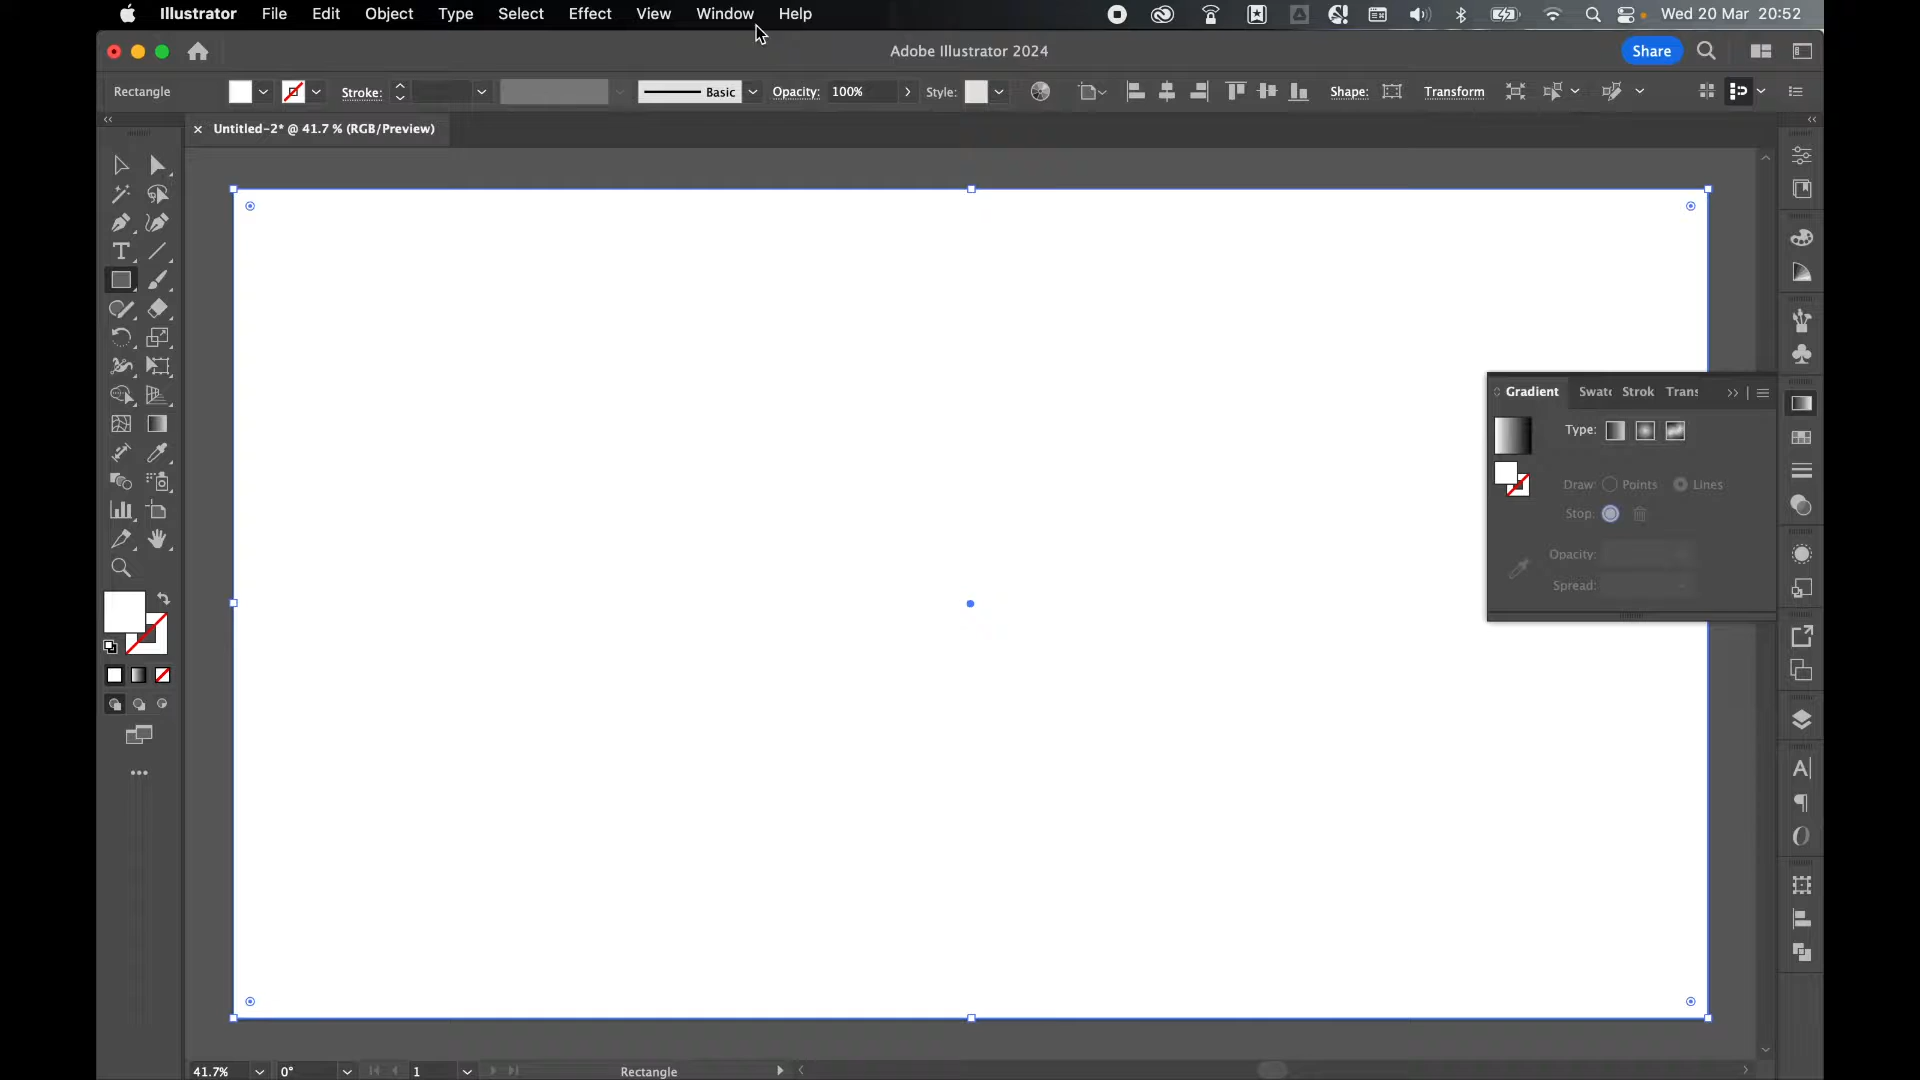 Illustrator File Edit Object Type Select Effect View Window Help Wed 20 Mar 20:52
Adobe Illustrator 2024 Share
Rectangle Stroke: Basic Opacity: 100% Style: Shape: Transform
× Untitled-2* @ 41.7 % (RGB/Preview)
Gradient Swatc Strok Trans
Type:
Draw: Points Lines
Stop:
Opacity:
Spread:
41.7% 0° 1 Rectangle